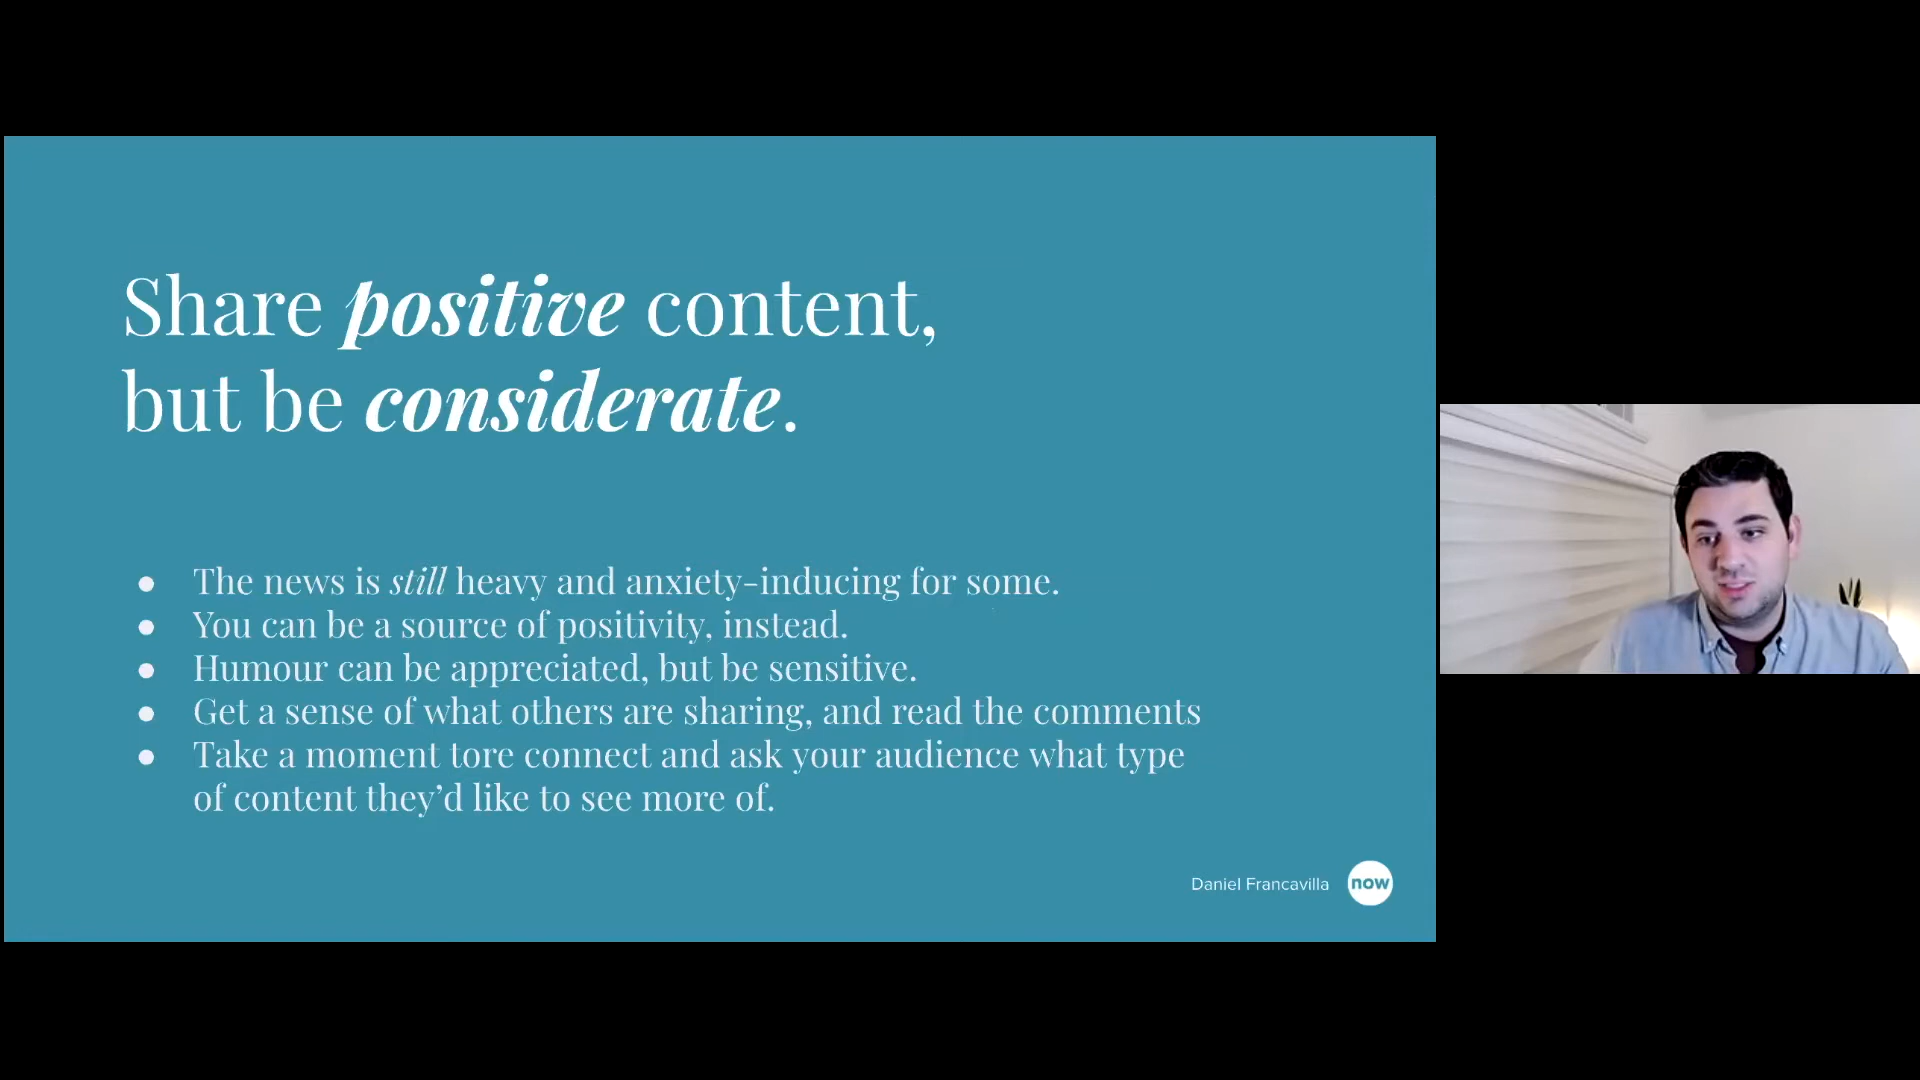 Share positive content,
but be considerate.
● The news is still heavy and anxiety-inducing for some.
● You can be a source of positivity, instead.
● Humour can be appreciated, but be sensitive.
● Get a sense of what others are sharing, and read the comments
● Take a moment tore connect and ask your audience what type
of content they’d like to see more of.
Daniel Francavilla
now